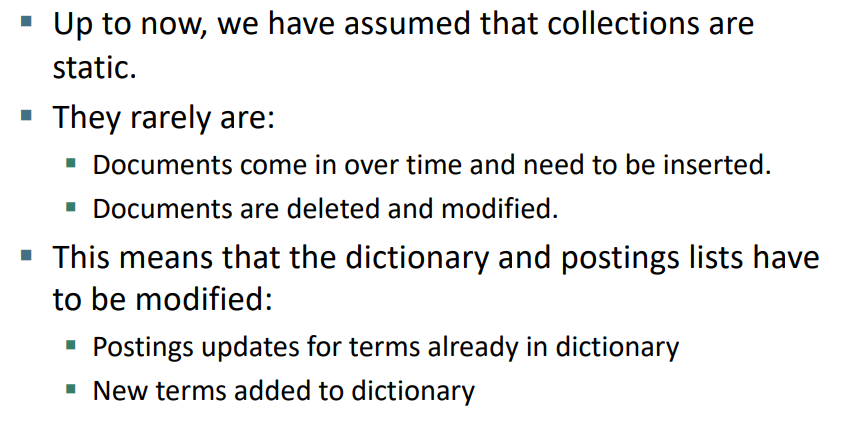 Up to now, we have assumed that collections are
static.
They rarely are:
Documents come in over time and need to be inserted.
Documents are deleted and modified.
This means that the dictionary and postings lists have
to be modified:
Postings updates for terms already in dictionary
New terms added to dictionary